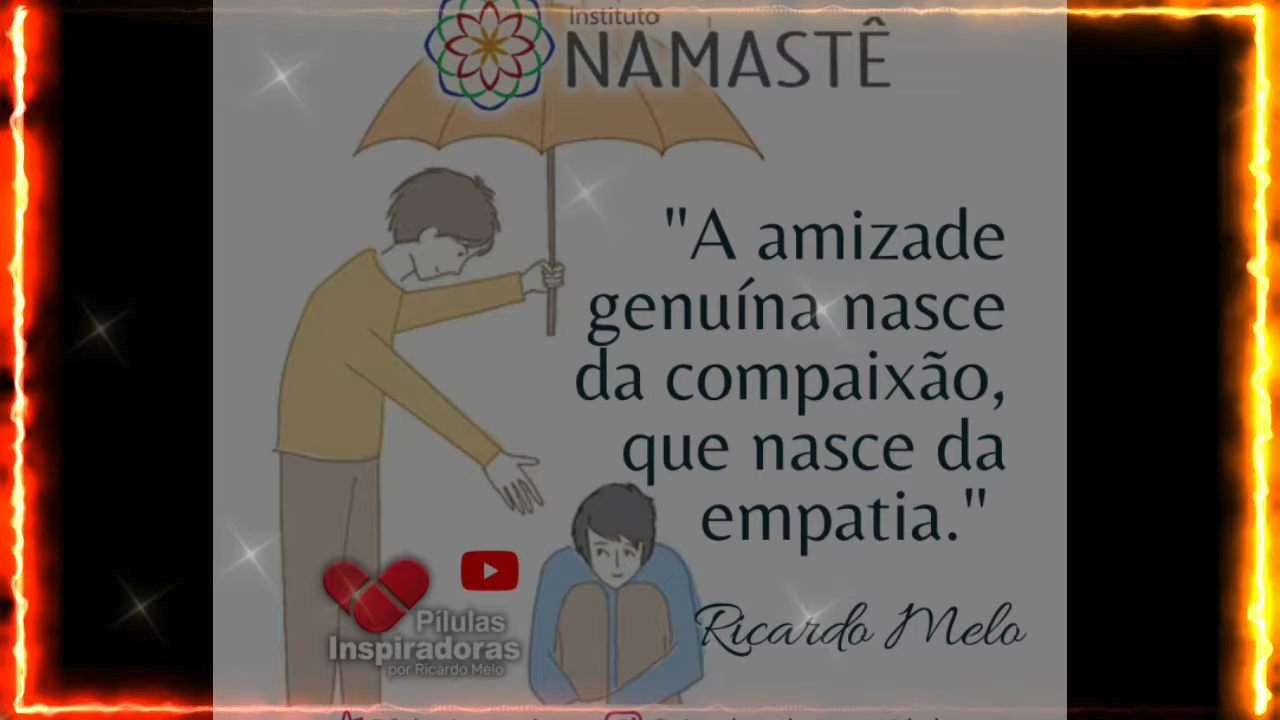 Instituto
NAMASTÊ
"A amizade
genuína nasce
da compaixão,
que nasce da
empatia."
Ricardo Melo
Pílulas
Inspiradoras
por Ricardo Melo